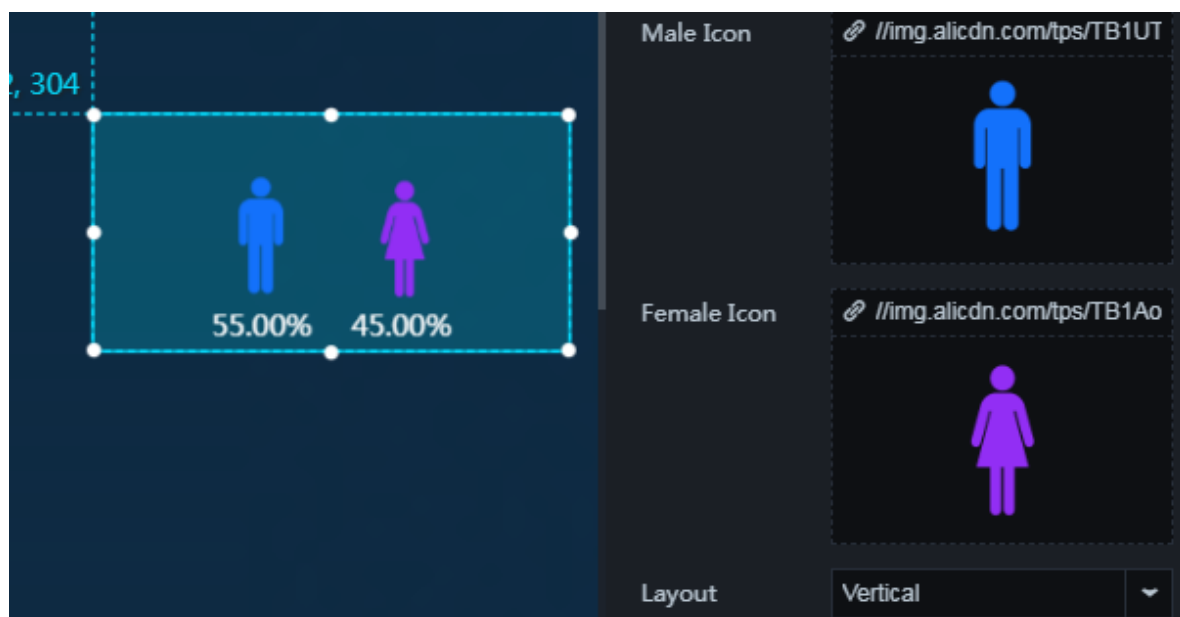 , 304
55.00% 45.00%
Male Icon
//img.alicdn.com/tps/TB1UT
Female Icon
//img.alicdn.com/tps/TB1Ao
Layout
Vertical